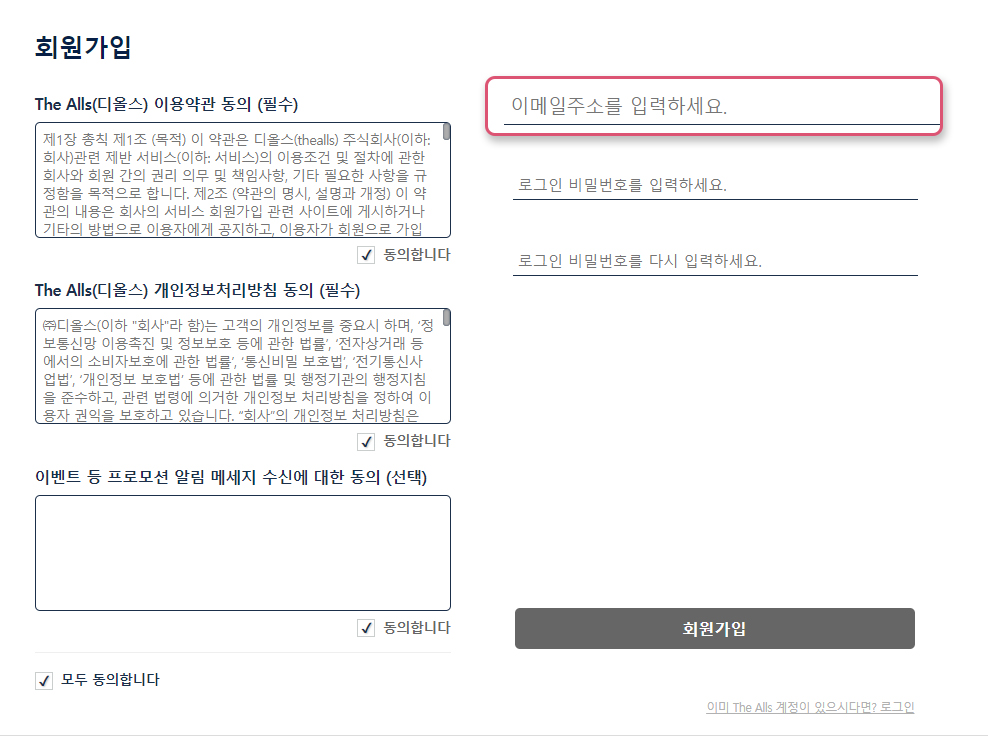 회원가입
The Alls(디올스) 이용약관 동의 (필수)
제1장 총칙 제1조 (목적) 이 약관은 디올스(thealls) 주식회사(이하:
회사)관련 제반 서비스(이하: 서비스)의 이용조건 및 절차에 관한
회사와 회원 간의 권리 의무 및 책임사항, 기타 필요한 사항을 규
정함을 목적으로 합니다. 제2조 (약관의 명시, 설명과 개정) 이 약
관의 내용은 회사의 서비스 회원가입 관련 사이트에 게시하거나
기타의 방법으로 이용자에게 공지하고, 이용자가 회원으로 가입
동의합니다
The Alls(디올스) 개인정보처리방침 동의 (필수)
㈜디올스(이하 "회사"라 함)는 고객의 개인정보를 중요시 하며, ‘정
보통신망 이용촉진 및 정보보호 등에 관한 법률’, ‘전자상거래 등
에서의 소비자보호에 관한 법률’, ‘통신비밀 보호법’, ‘전기통신사
업법’, ‘개인정보 보호법’ 등에 관한 법률 및 행정기관의 행정지침
을 준수하고, 관련 법령에 의거한 개인정보 처리방침을 정하여 이
용자 권익을 보호하고 있습니다. “회사”의 개인정보 처리방침은
동의합니다
이벤트 등 프로모션 알림 메세지 수신에 대한 동의 (선택)
동의합니다
모두 동의합니다
이메일주소를 입력하세요.
로그인 비밀번호를 입력하세요.
로그인 비밀번호를 다시 입력하세요.
회원가입
이미 The Alls 계정이 있으시다면? 로그인